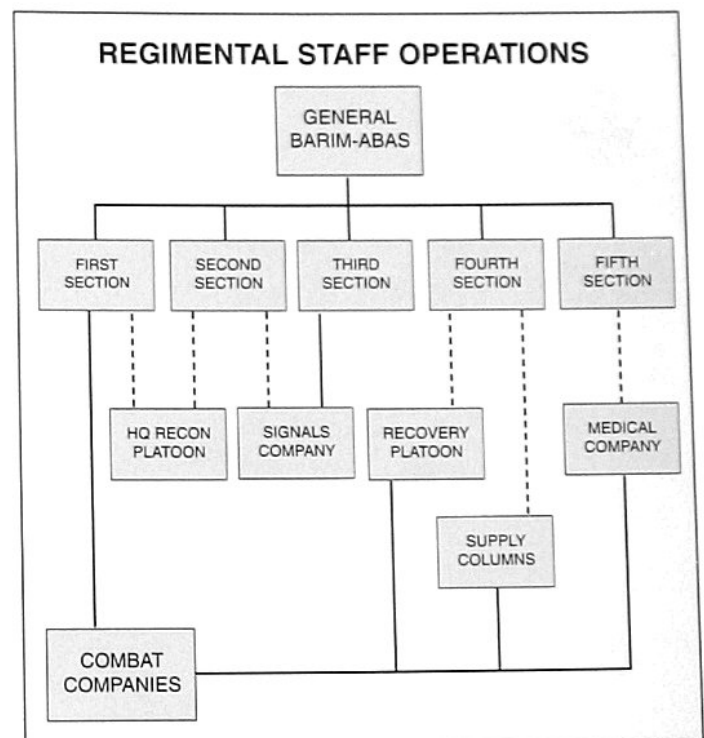 REGIMENTAL STAFF OPERATIONS
GENERAL
BARIM-ABAS
FIRST
SECTION
SECOND
SECTION
THIRD
SECTION
FOURTH
SECTION
FIFTH
SECTION
HQ RECON
PLATOON
SIGNALS
COMPANY
RECOVERY
PLATOON
MEDICAL
COMPANY
SUPPLY
COLUMNS
COMBAT
COMPANIES